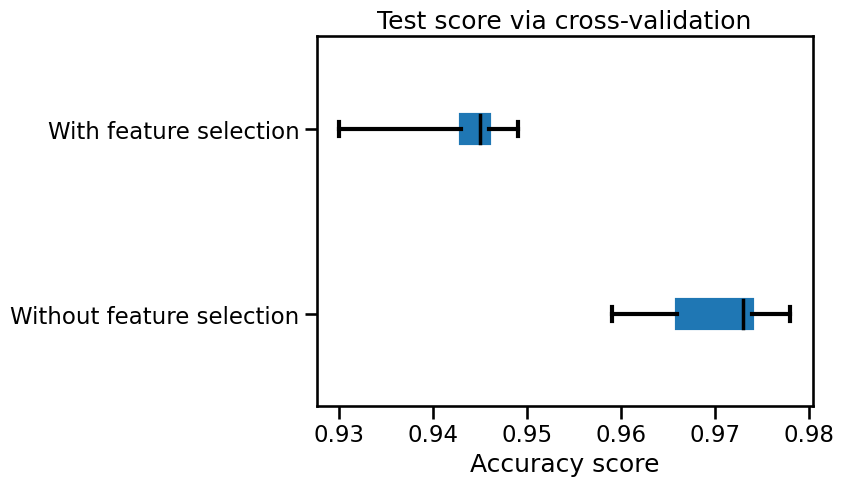 Test score via cross-validation
With feature selection
Without feature selection
0.93 0.94 0.95 0.96 0.97 0.98
Accuracy score